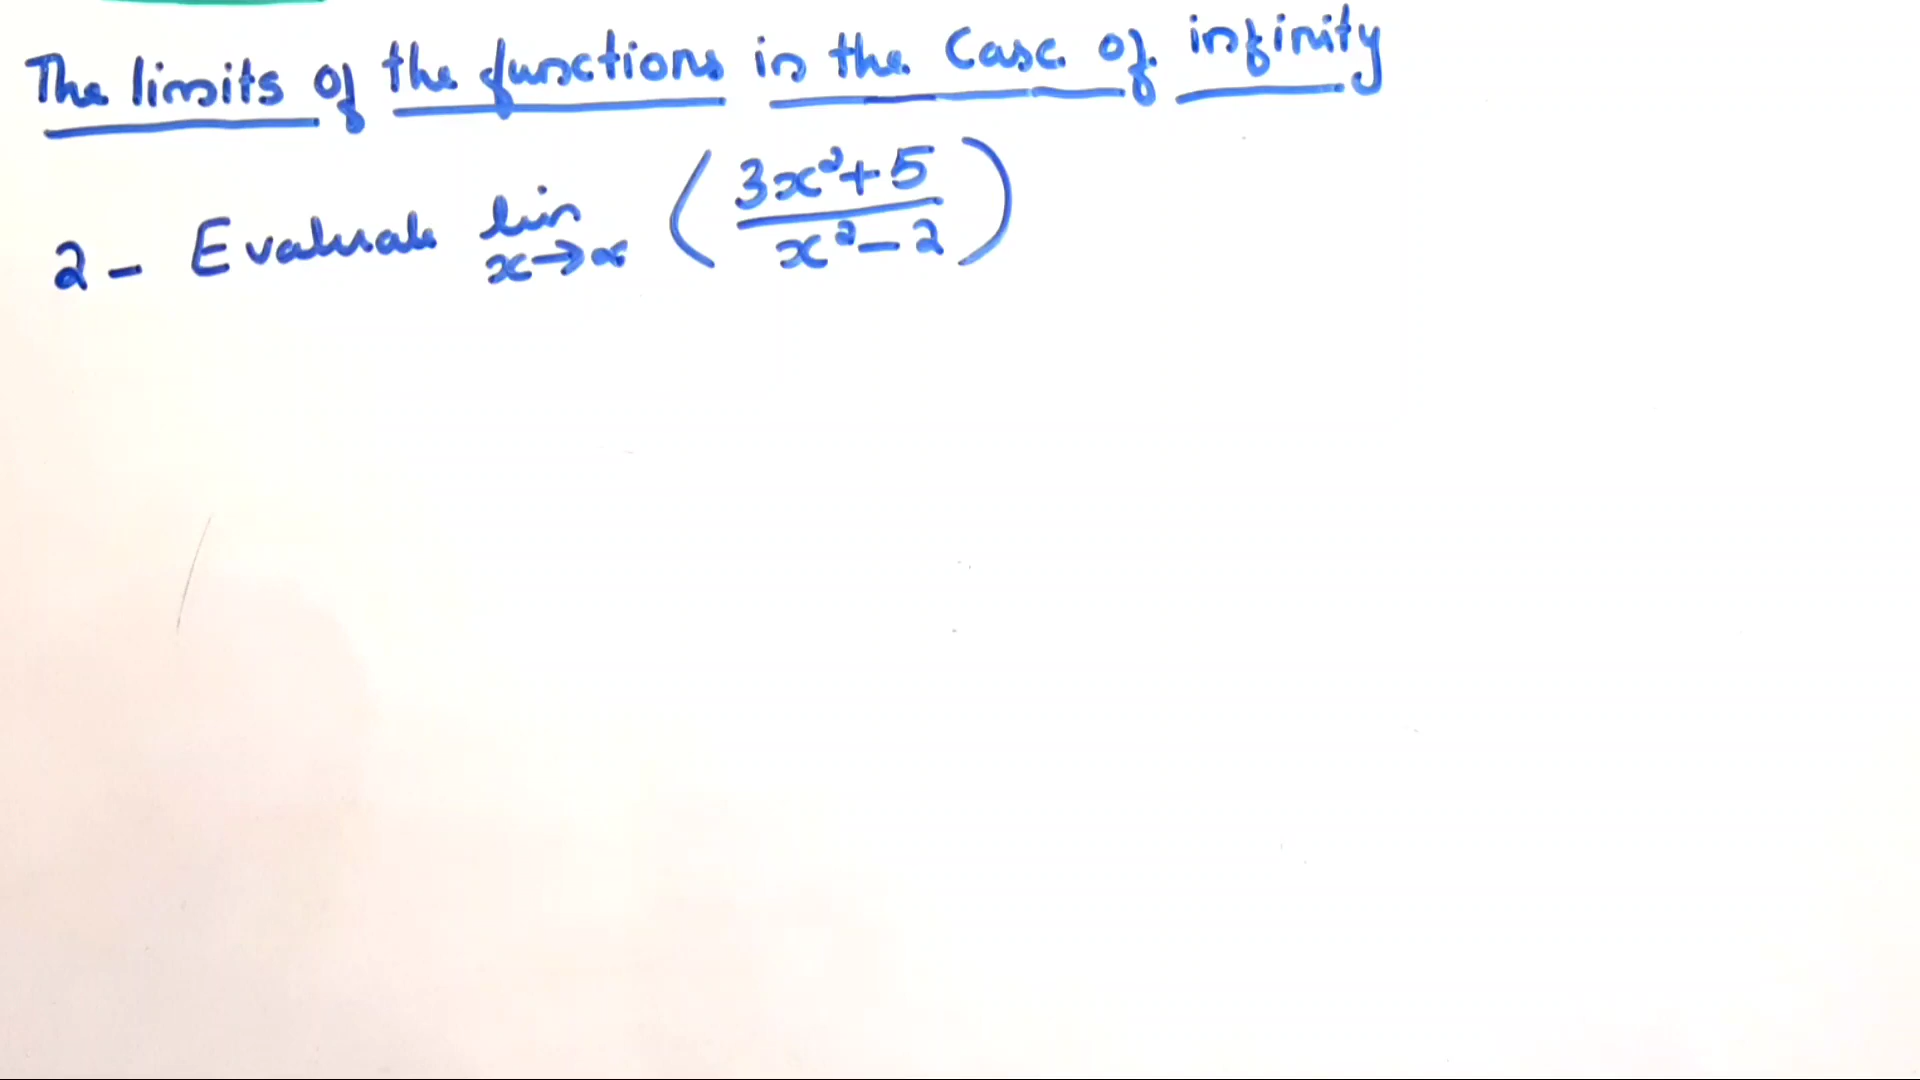 The limits of the functions in the Case of infinity
2 - Evaluate lim x→∞ ( (3x²+5)/(x²-2) )